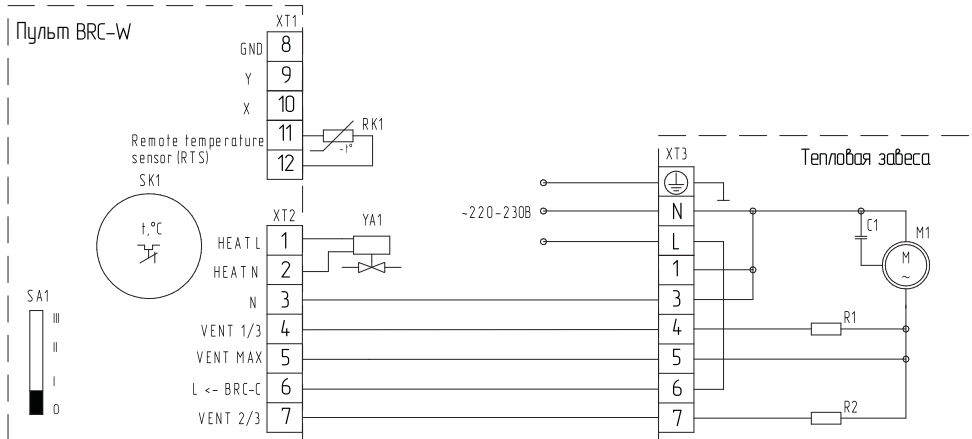 Пульт BRC-W
XT1
GND 8
Y 9
X 10
Remote temperature 11
sensor (RTS) 12
RK1
-t°
SK1
t,°C
XT2
HEAT L 1
HEAT N 2
N 3
VENT 1/3 4
VENT MAX 5
L <- BRC-C 6
VENT 2/3 7
YA1
SA1
III
II
I
0
~220-230В
XT3
N
L
1
3
4
5
6
7
Тепловая завеса
C1
M1
M
~
R1
R2